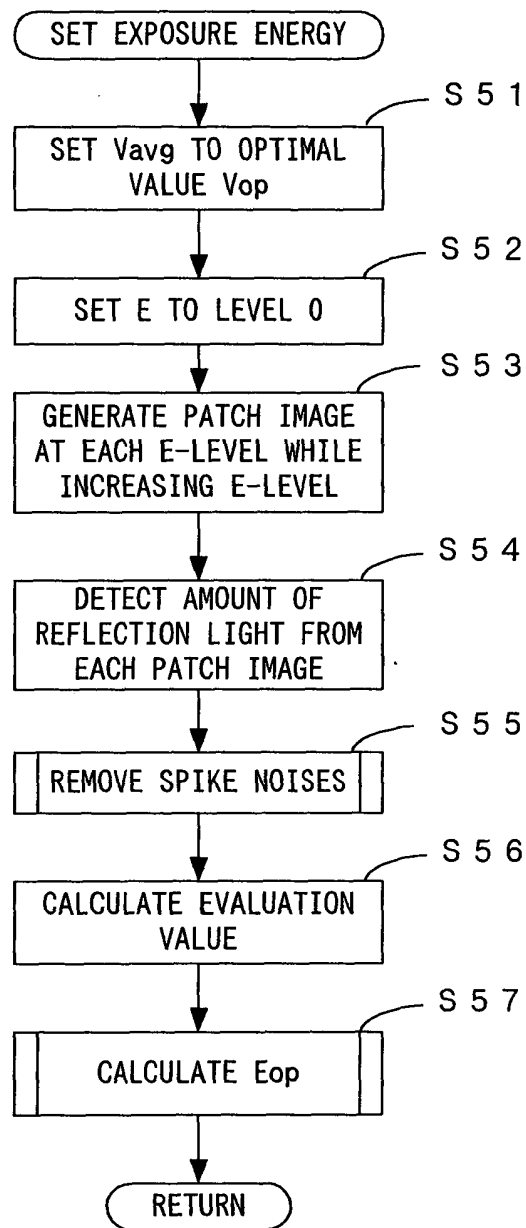 SET EXPOSURE ENERGY
S 5 1
SET Vavg TO OPTIMAL
VALUE Vop
S 5 2
SET E TO LEVEL 0
S 5 3
GENERATE PATCH IMAGE
AT EACH E-LEVEL WHILE
INCREASING E-LEVEL
S 5 4
DETECT AMOUNT OF
REFLECTION LIGHT FROM
EACH PATCH IMAGE
S 5 5
REMOVE SPIKE NOISES
S 5 6
CALCULATE EVALUATION
VALUE
S 5 7
CALCULATE Eop
RETURN